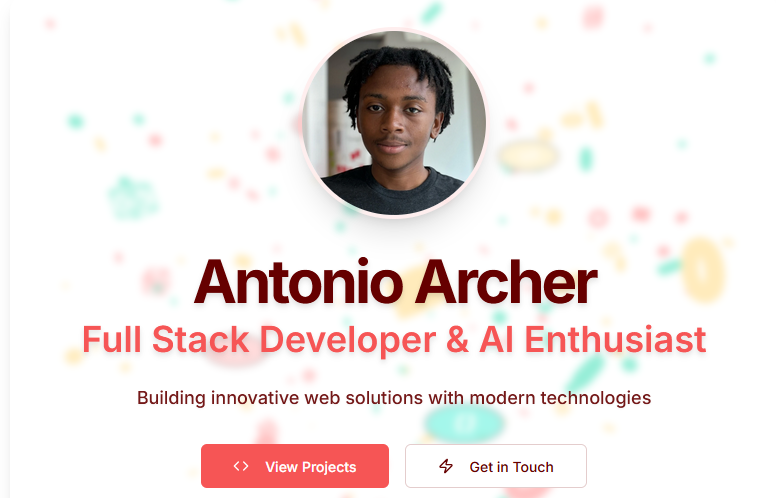 Antonio Archer
Full Stack Developer & AI Enthusiast
Building innovative web solutions with modern technologies
View Projects
Get in Touch